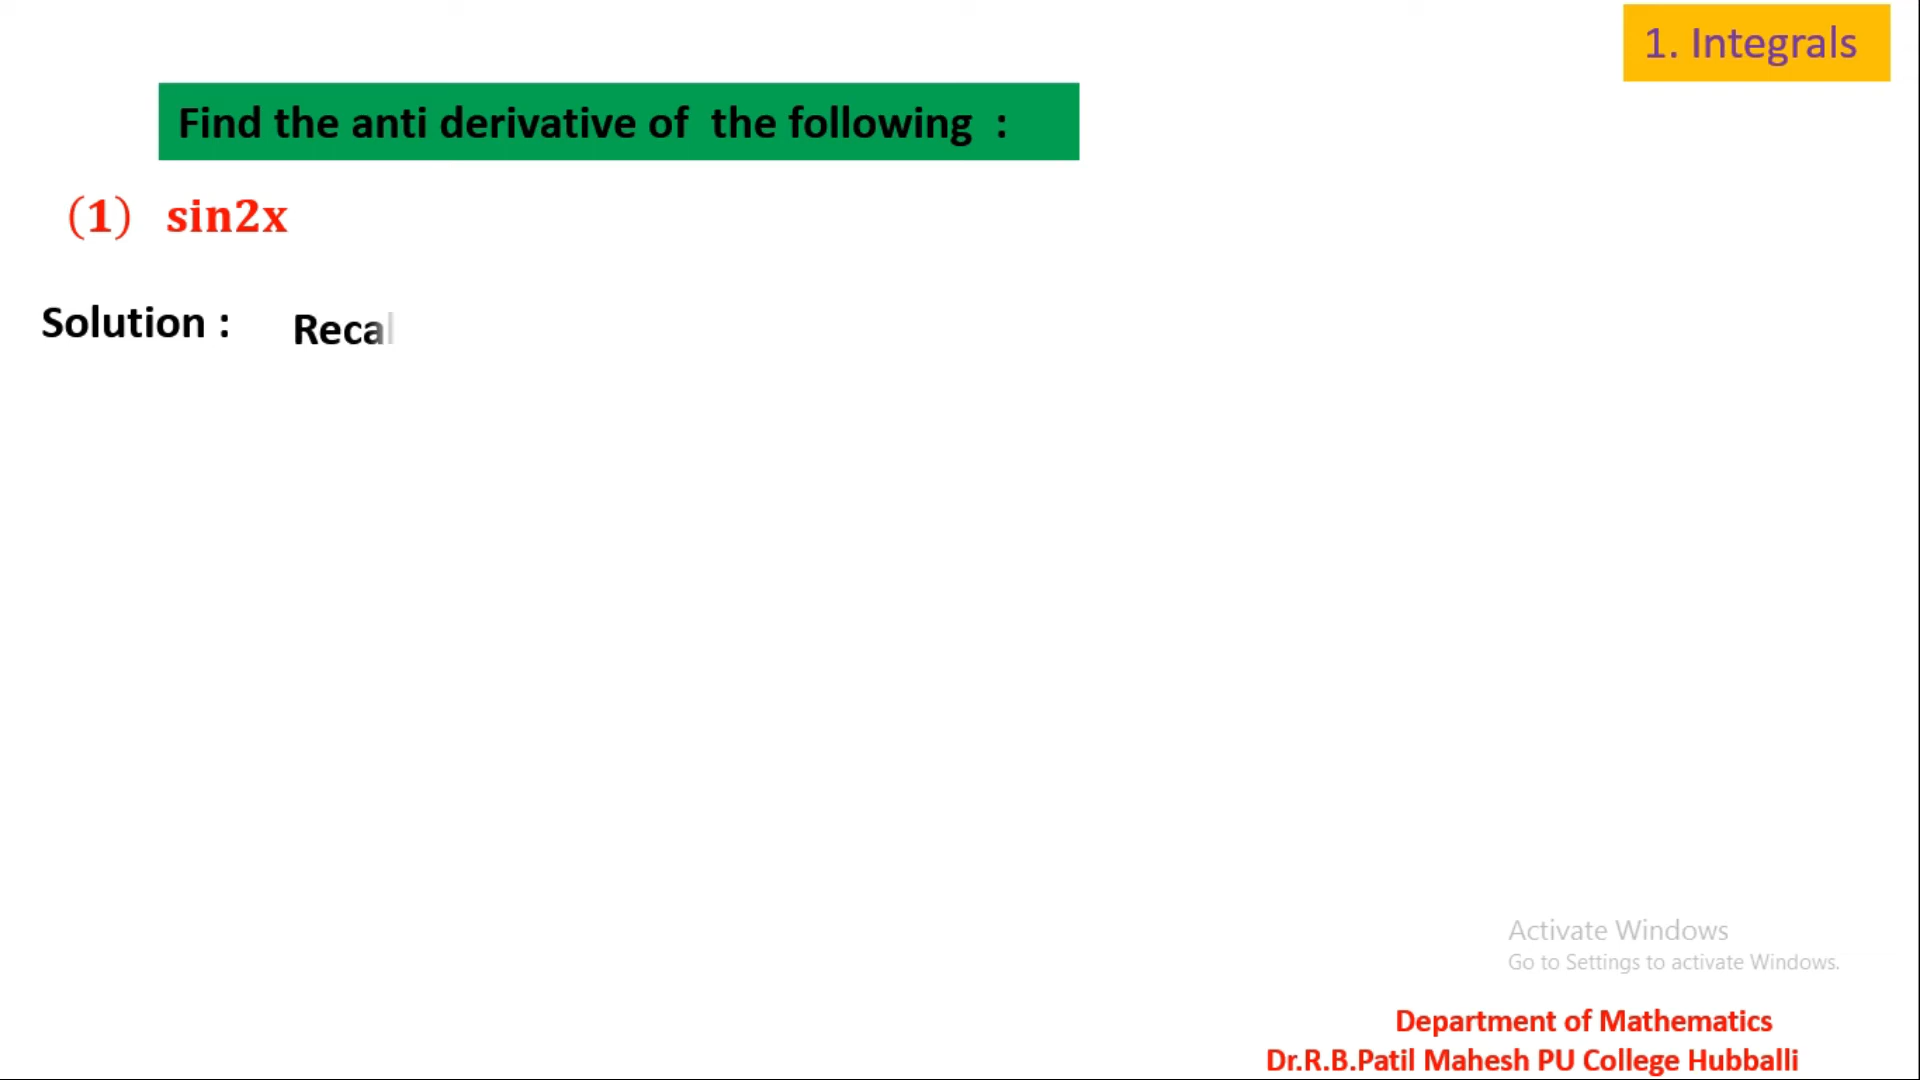 1. Integrals
Find the anti derivative of the following :
(1) sin2x
Solution : Recal
Activate Windows
Go to Settings to activate Windows.
Department of Mathematics
Dr.R.B.Patil Mahesh PU College Hubballi